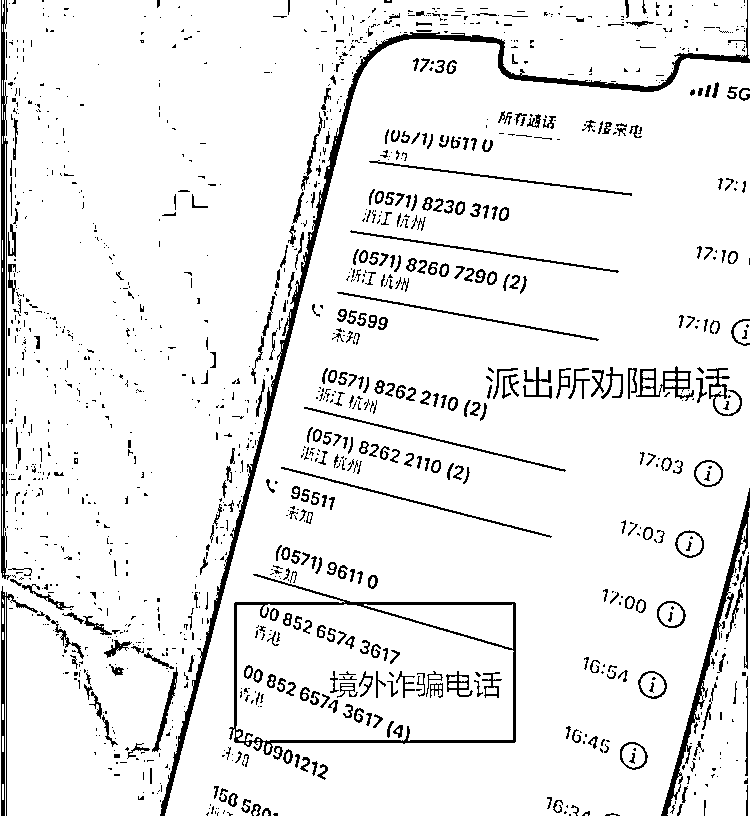 17:36
5G
所有通话 未接来电
(0571) 9611 0
未知
17:1
(0571) 8230 3110
浙江 杭州
17:10
(0571) 8260 7290 (2)
浙江 杭州
17:10
95599
未知
派出所劝阻电话
(0571) 8262 2110 (2)
浙江 杭州
17:03
(0571) 8262 2110 (2)
浙江 杭州
17:03
95511
未知
17:00
(0571) 9611 0
未知
16:54
00 852 6574 3617
香港
境外诈骗电话
00 852 6574 3617 (4)
香港
16:45
12590901212
未知
16:34